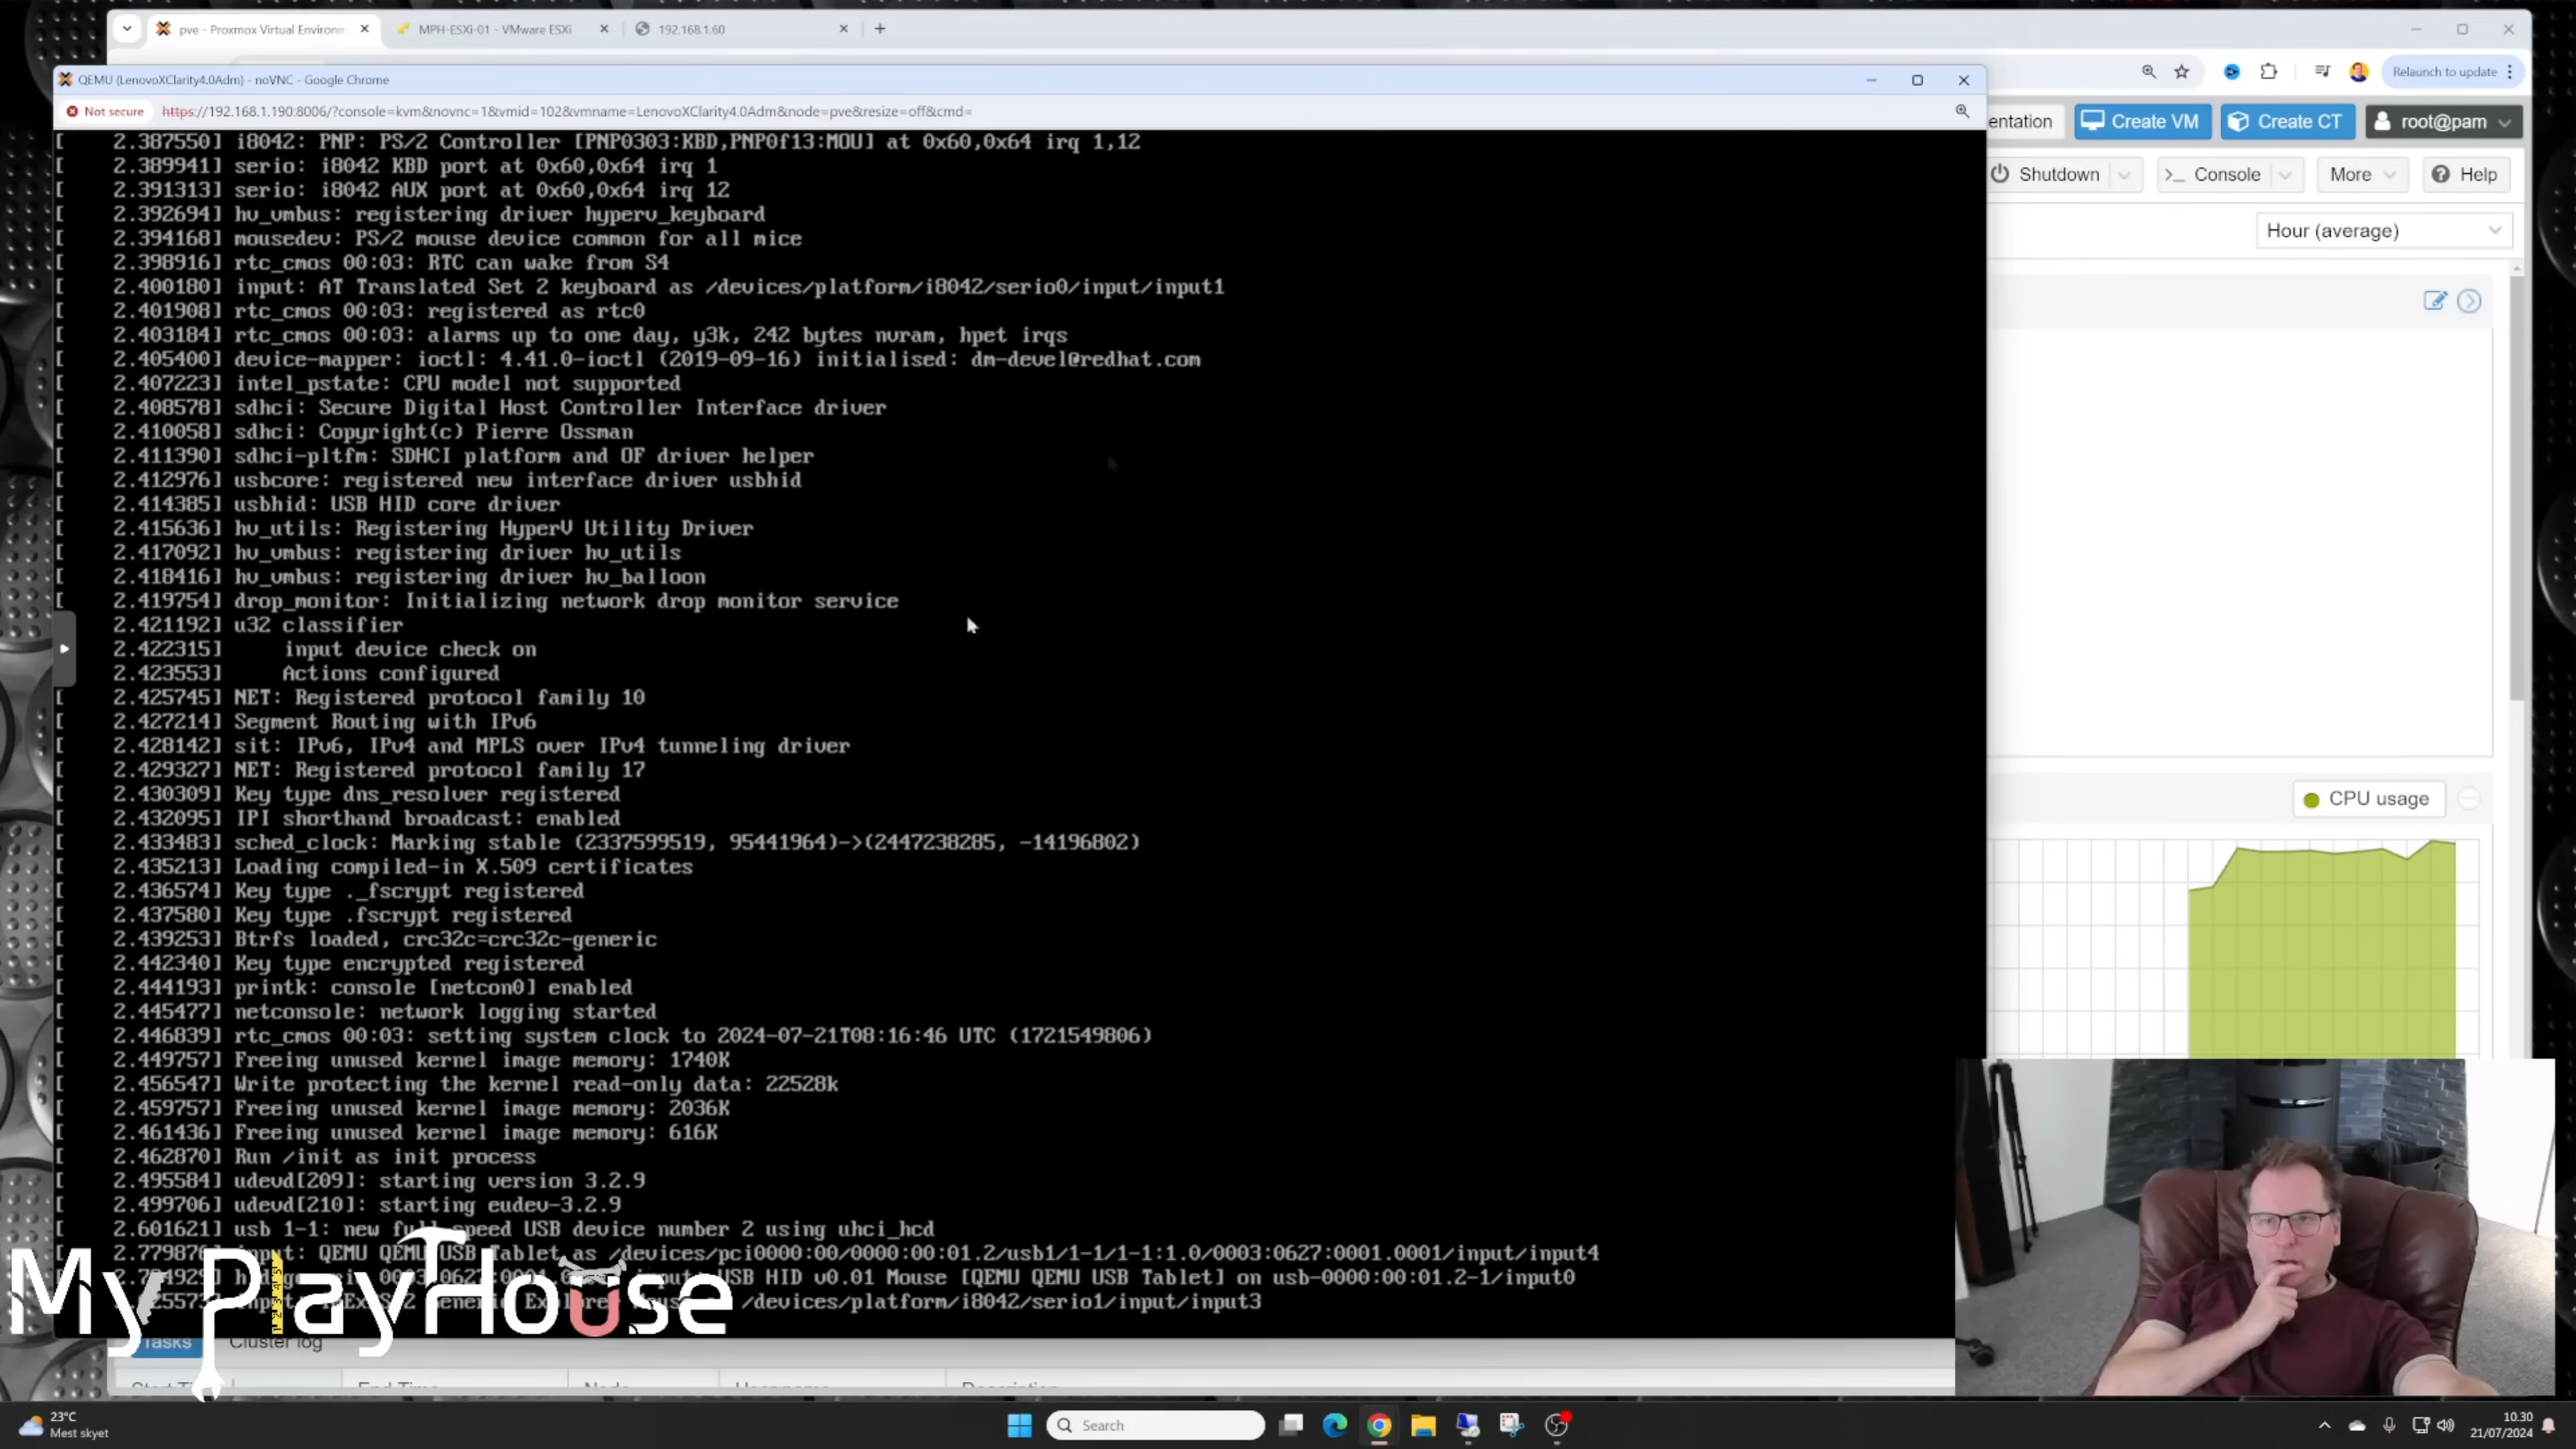 pve - Proxmox Virtual Environm
MPH-ESXi-01 - VMware ESXi
192.168.1.60
QEMU (LenovoXClarity4.0Adm) - noVNC - Google Chrome
Relaunch to update
Not secure
https://192.168.1.190:8006/?console=kvm&novnc=1&vmid=102&vmname=LenovoXClarity4.0Adm&node=pve&resize=off&cmd=
entation
Create VM
Create CT
root@pam
Shutdown
Console
More
Help
Hour (average)
CPU usage
[ 2.387550] i8042: PNP: PS/2 Controller [PNP0303:KBD,PNP0f13:MOU] at 0x60,0x64 irq 1,12
[ 2.389941] serio: i8042 KBD port at 0x60,0x64 irq 1
[ 2.391313] serio: i8042 AUX port at 0x60,0x64 irq 12
[ 2.392694] hv_vmbus: registering driver hyperv_keyboard
[ 2.394168] mousedev: PS/2 mouse device common for all mice
[ 2.398916] rtc_cmos 00:03: RTC can wake from S4
[ 2.400180] input: AT Translated Set 2 keyboard as /devices/platform/i8042/serio0/input/input1
[ 2.401908] rtc_cmos 00:03: registered as rtc0
[ 2.403184] rtc_cmos 00:03: alarms up to one day, y3k, 242 bytes nvram, hpet irqs
[ 2.405400] device-mapper: ioctl: 4.41.0-ioctl (2019-09-16) initialised: dm-devel@redhat.com
[ 2.407223] intel_pstate: CPU model not supported
[ 2.408578] sdhci: Secure Digital Host Controller Interface driver
[ 2.410058] sdhci: Copyright(c) Pierre Ossman
[ 2.411390] sdhci-pltfm: SDHCI platform and OF driver helper
[ 2.412976] usbcore: registered new interface driver usbhid
[ 2.414385] usbhid: USB HID core driver
[ 2.415636] hv_utils: Registering HyperV Utility Driver
[ 2.417092] hv_vmbus: registering driver hv_utils
[ 2.418416] hv_vmbus: registering driver hv_balloon
[ 2.419754] drop_monitor: Initializing network drop monitor service
[ 2.421192] u32 classifier
[ 2.422315] input device check on
[ 2.423553] Actions configured
[ 2.425745] NET: Registered protocol family 10
[ 2.427214] Segment Routing with IPv6
[ 2.428142] sit: IPv6, IPv4 and MPLS over IPv4 tunneling driver
[ 2.429327] NET: Registered protocol family 17
[ 2.430309] Key type dns_resolver registered
[ 2.432095] IPI shorthand broadcast: enabled
[ 2.433483] sched_clock: Marking stable (2337599519, 95441964)->(2447238285, -14196802)
[ 2.435213] Loading compiled-in X.509 certificates
[ 2.436574] Key type ._fscrypt registered
[ 2.437580] Key type .fscrypt registered
[ 2.439253] Btrfs loaded, crc32c=crc32c-generic
[ 2.442340] Key type encrypted registered
[ 2.444193] printk: console [netcon0] enabled
[ 2.445477] netconsole: network logging started
[ 2.446839] rtc_cmos 00:03: setting system clock to 2024-07-21T08:16:46 UTC (1721549806)
[ 2.449757] Freeing unused kernel image memory: 1740K
[ 2.456547] Write protecting the kernel read-only data: 22528k
[ 2.459757] Freeing unused kernel image memory: 2036K
[ 2.461436] Freeing unused kernel image memory: 616K
[ 2.462870] Run /init as init process
[ 2.495584] udevd[209]: starting version 3.2.9
[ 2.499706] udevd[210]: starting eudev-3.2.9
[ 2.601621] usb 1-1: new full-speed USB device number 2 using uhci_hcd
2.779876] input: QEMU QEMU USB Tablet as /devices/pci0000:00/0000:00:01.2/usb1/1-1/1-1:1.0/0003:0627:0001.0001/input/input4
USB HID v0.01 Mouse [QEMU QEMU USB Tablet] on usb-0000:00:01.2-1/input0
/devices/platform/i8042/serio1/input/input3
My PlayHouse
Tasks
Cluster log
End Time
Node
Description
23°C
Mest skyet
Search
10.30
21/07/2024